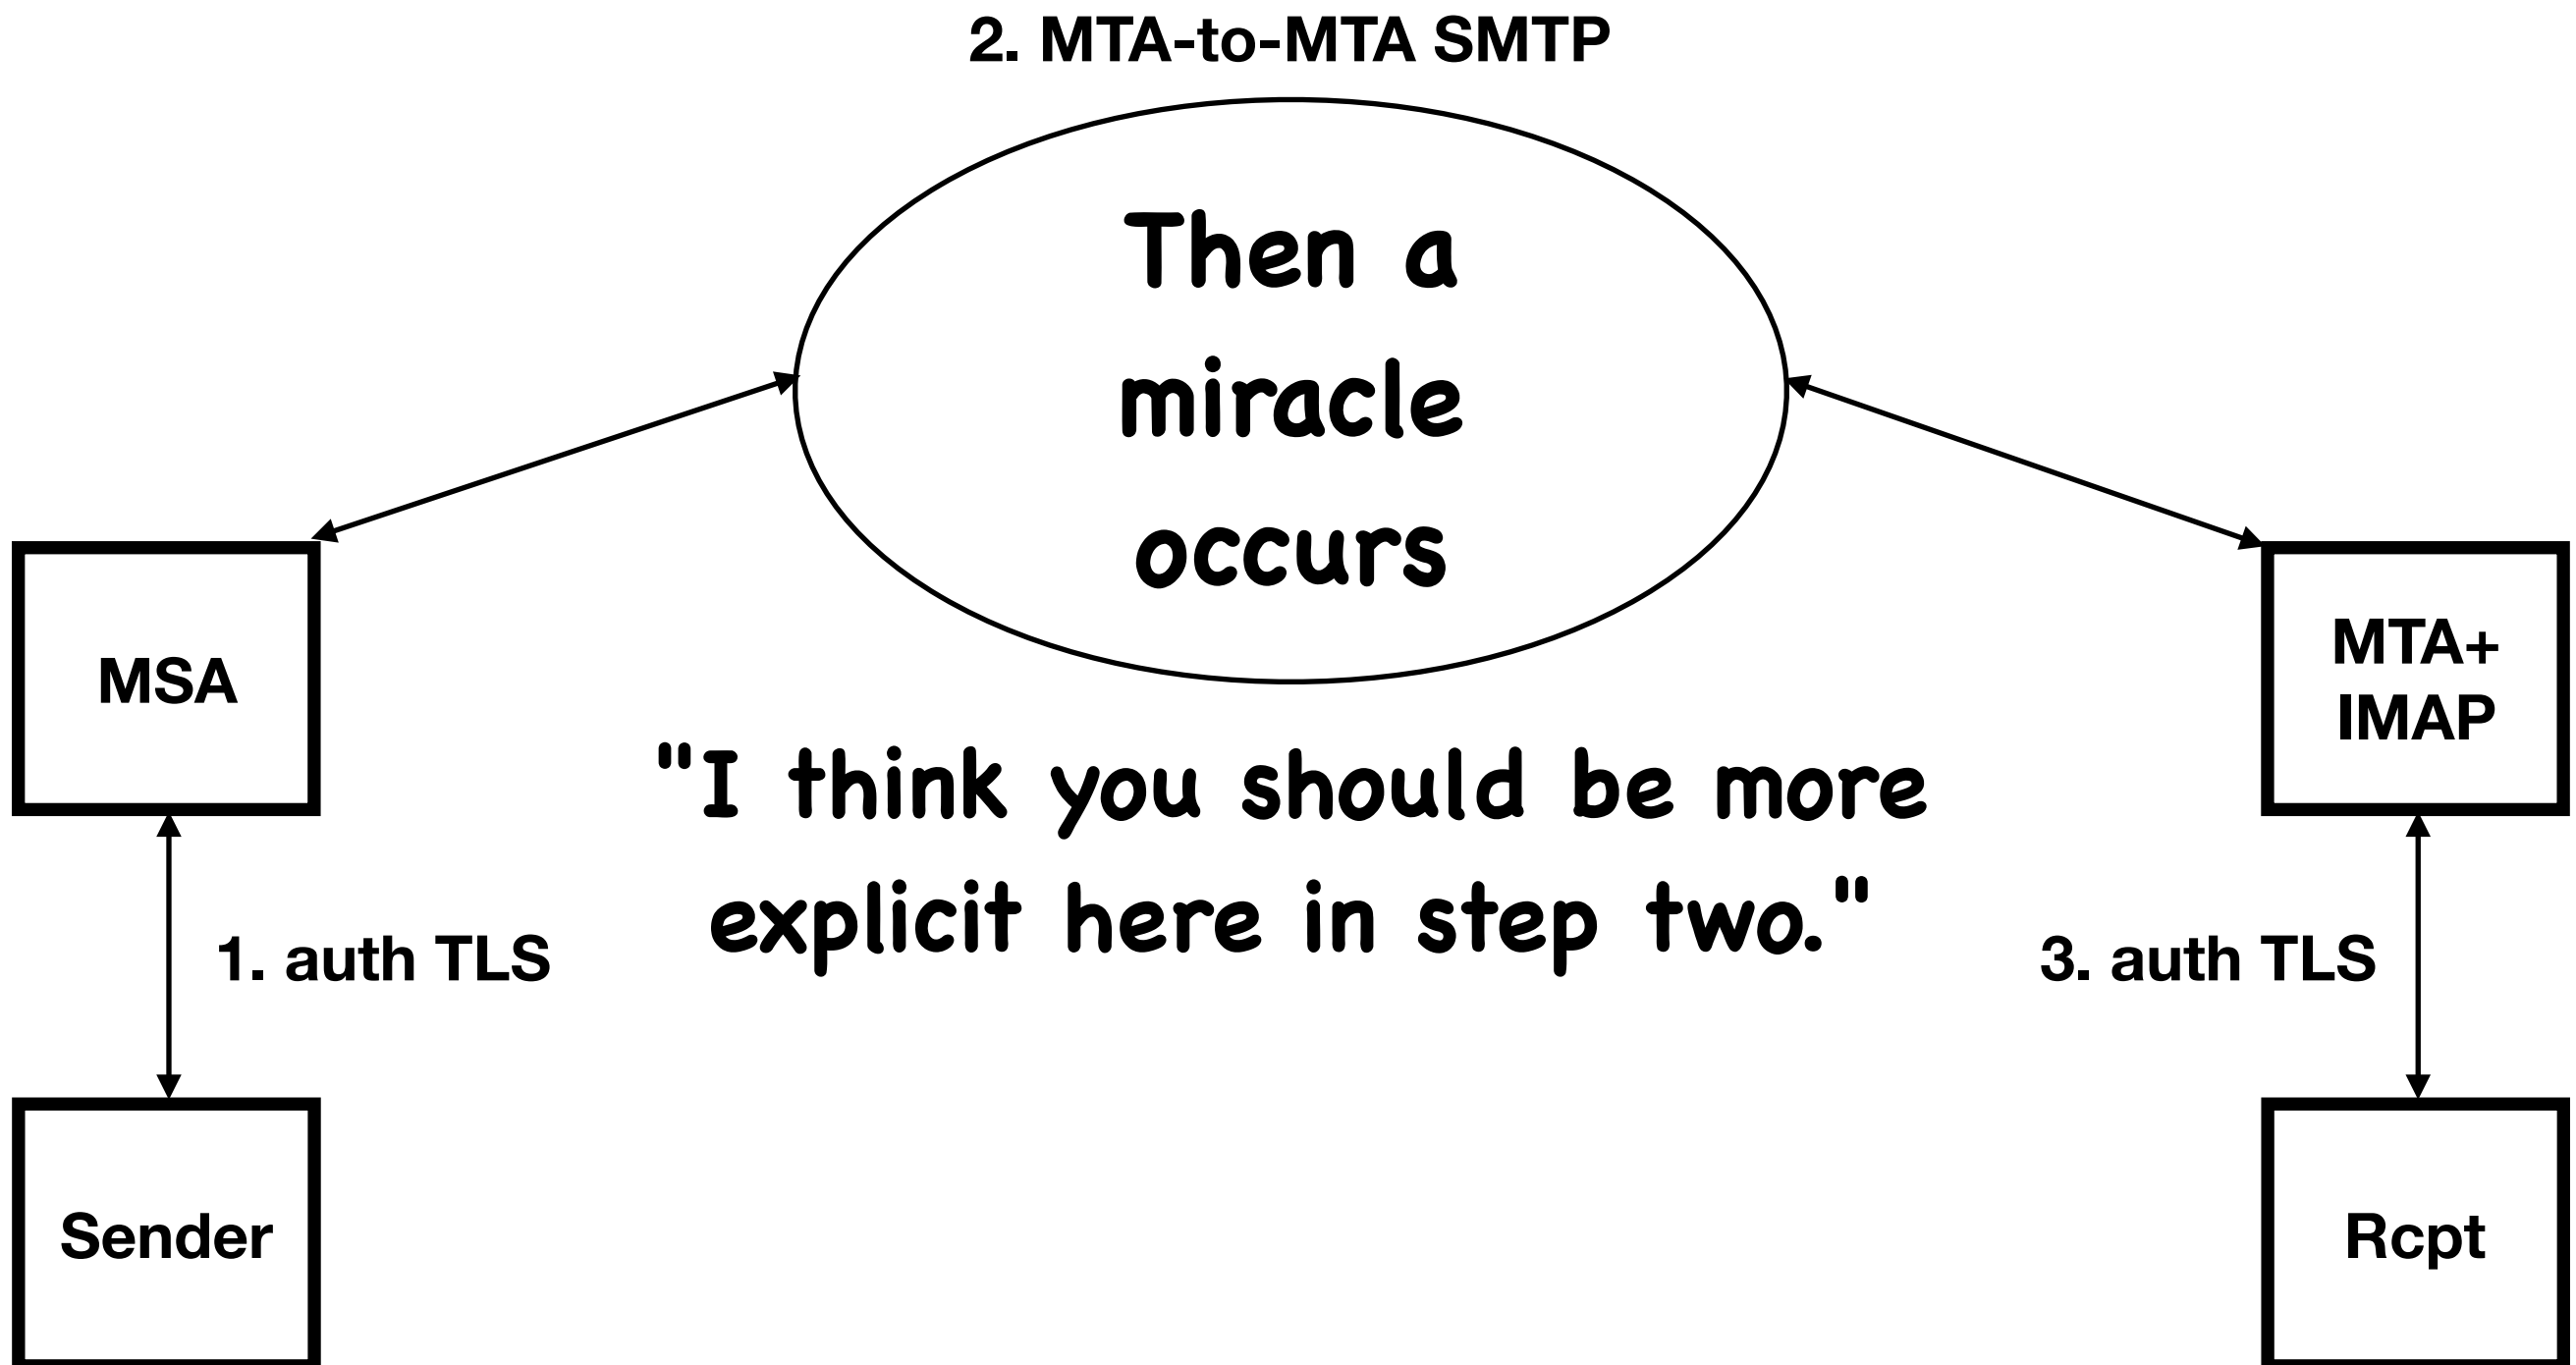 2. MTA-to-MTA SMTP
Then a
miracle
occurs
MSA
MTA+
IMAP
"I think you should be more
explicit here in step two."
1. auth TLS
3. auth TLS
Sender
Rcpt